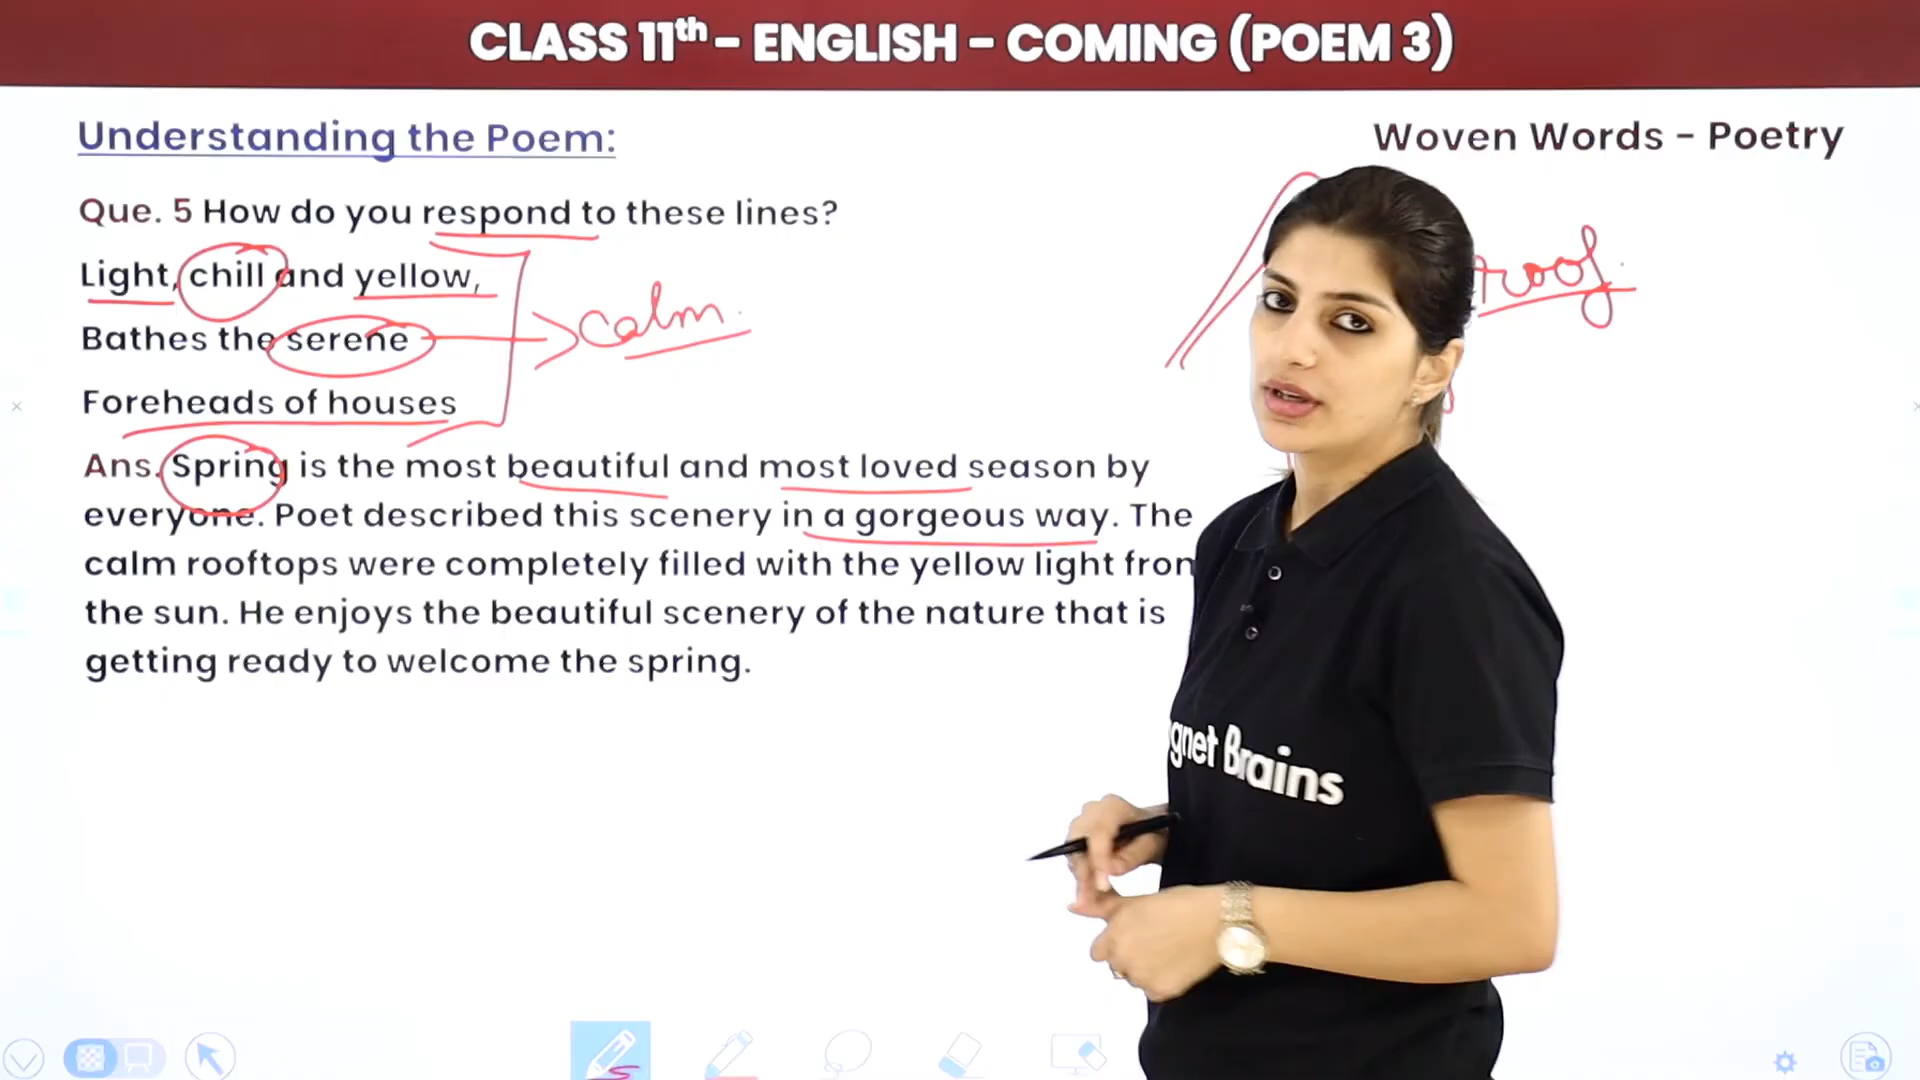 CLASS 11th - ENGLISH - COMING (POEM 3)
Understanding the Poem:
Woven Words - Poetry
Que. 5 How do you respond to these lines?
Light, chill and yellow,
Bathes the serene
Foreheads of houses
calm.
roof
Ans. Spring is the most beautiful and most loved season by
everyone. Poet described this scenery in a gorgeous way. The
calm rooftops were completely filled with the yellow light from
the sun. He enjoys the beautiful scenery of the nature that is
getting ready to welcome the spring.
gnet Brains